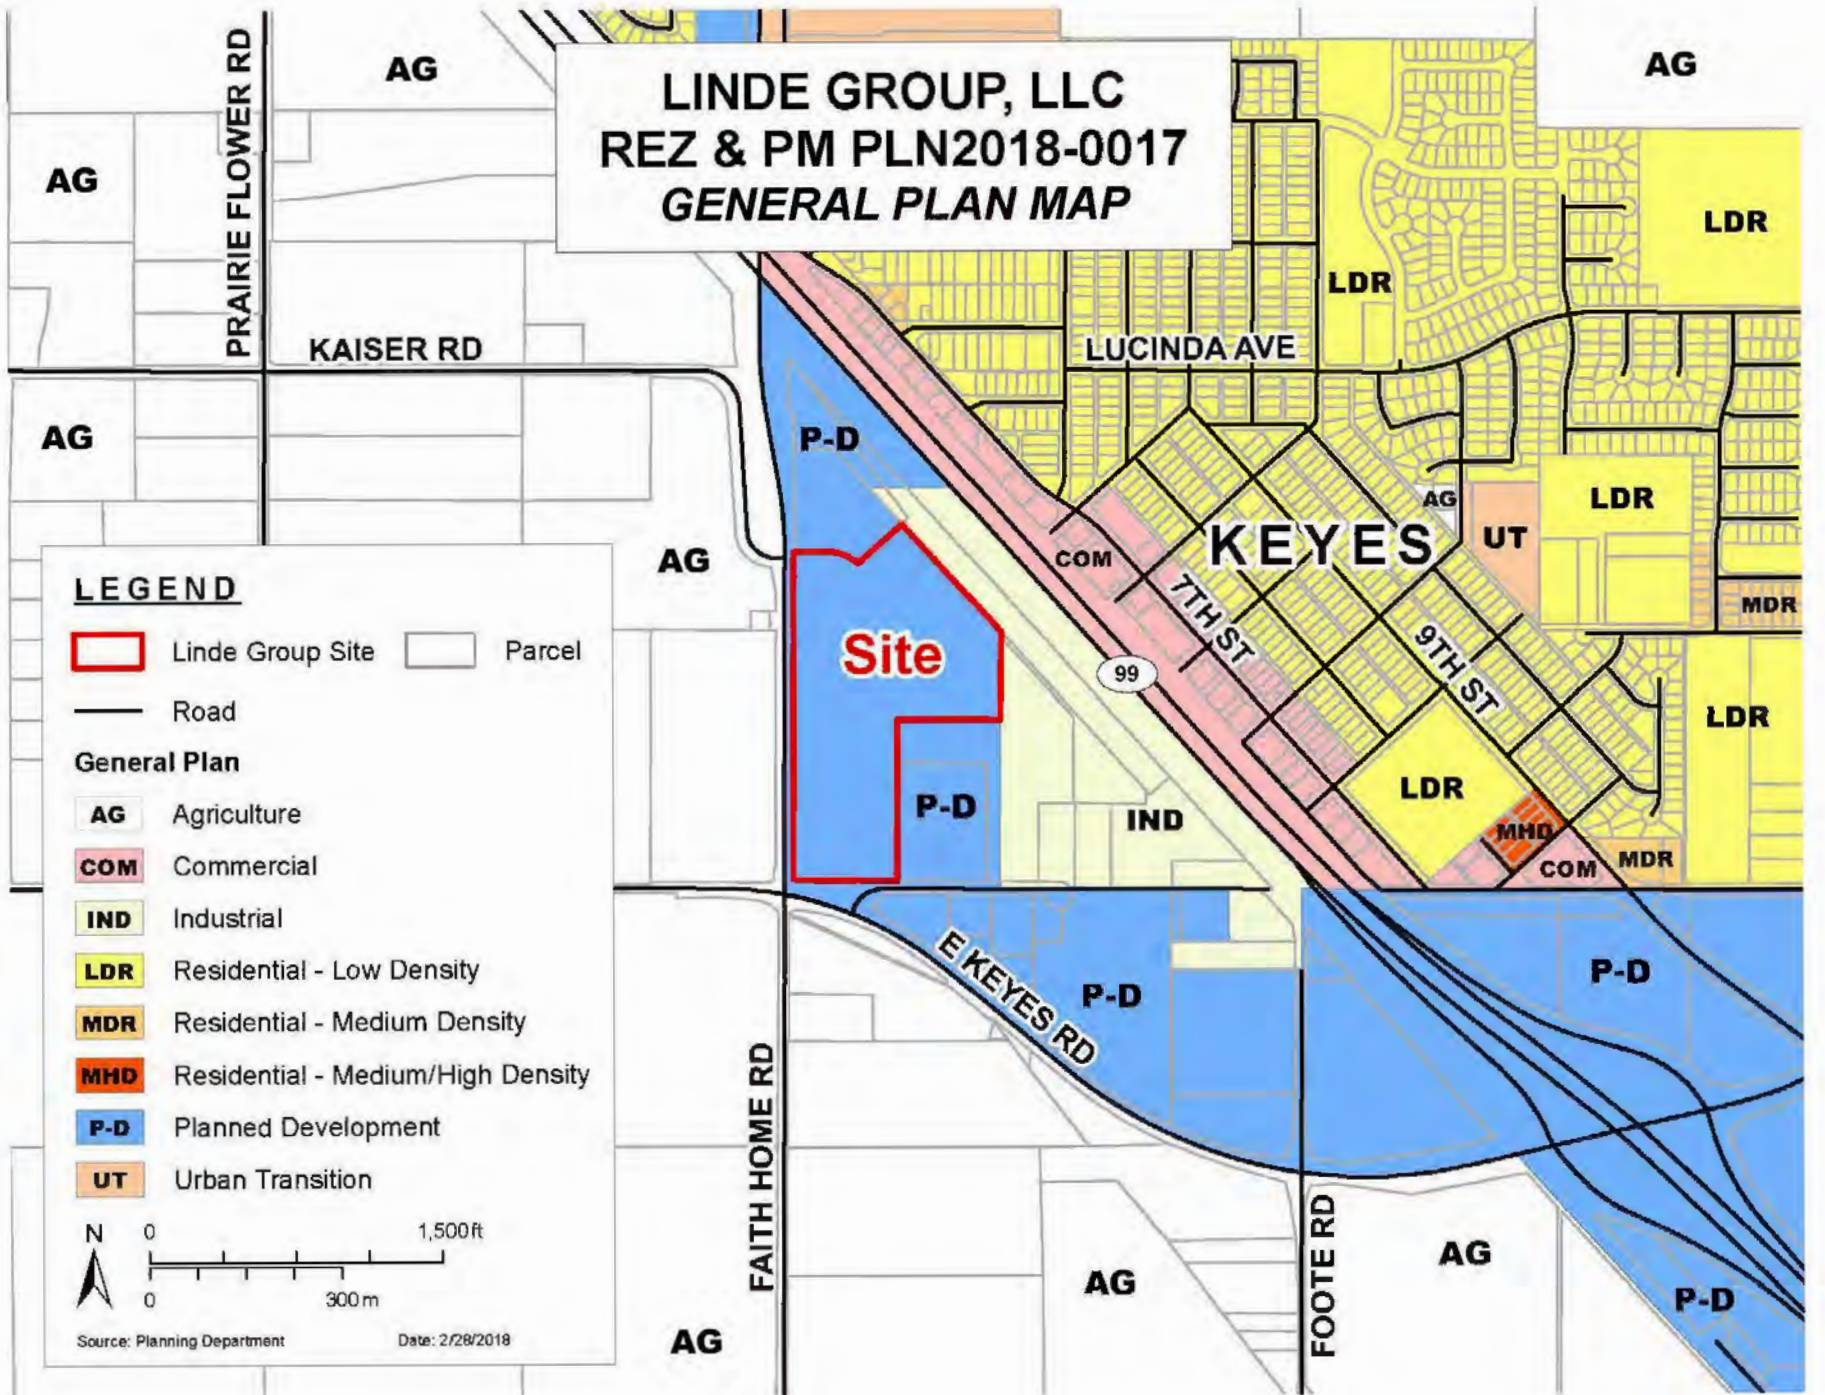 LINDE GROUP, LLC
REZ & PM PLN2018-0017
GENERAL PLAN MAP
AG
AG
AG
LDR
LDR
PRAIRIE FLOWER RD
KAISER RD
LUCINDA AVE
AG
P-D
AG
LDR
UT
KEYES
COM
AG
7TH ST
9TH ST
MDR
Site
99
LDR
P-D
IND
LDR
MHD
COM
MDR
E KEYES RD
P-D
P-D
FAITH HOME RD
FOOTE RD
AG
AG
AG
P-D
LEGEND
Linde Group Site
Parcel
Road
General Plan
AG Agriculture
COM Commercial
IND Industrial
LDR Residential - Low Density
MDR Residential - Medium Density
MHD Residential - Medium/High Density
P-D Planned Development
UT Urban Transition
N
0 1,500 ft
0 300 m
Source: Planning Department Date: 2/28/2018